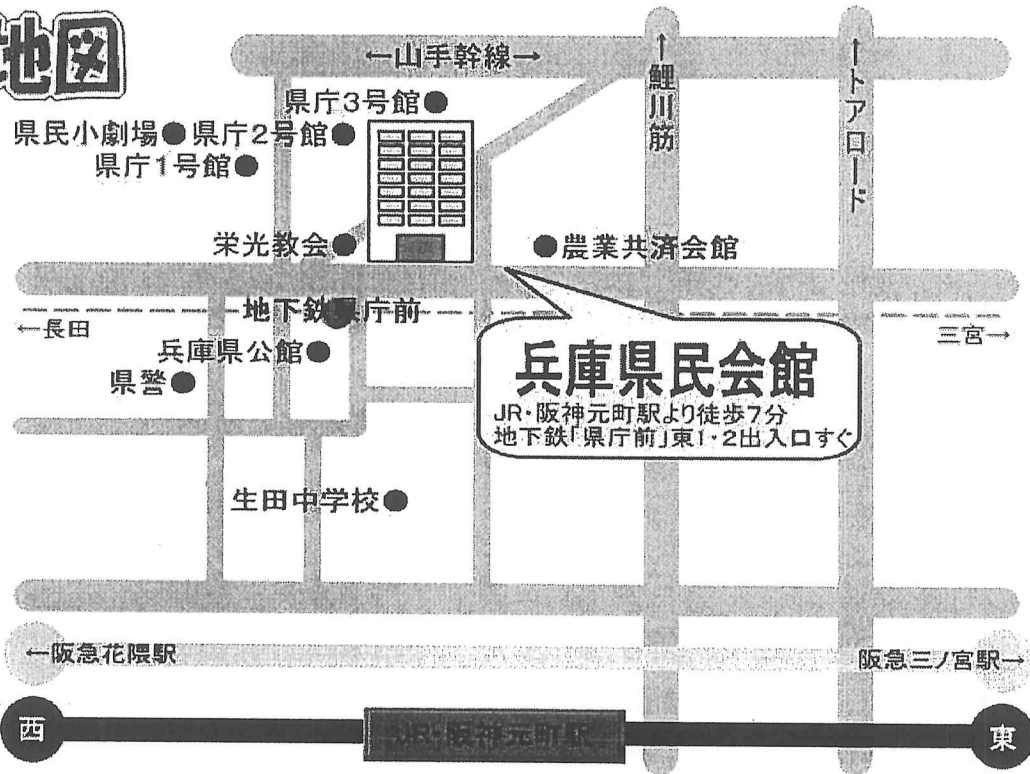 地図
←山手幹線→
↑鯉川筋
↑トアロード
県庁3号館●
県民小劇場●県庁2号館●
県庁1号館●
栄光教会●
●農業共済会館
地下鉄県庁前
←長田
三宮→
兵庫県公館●
県警●
兵庫県民会館
JR・阪神元町駅より徒歩7分
地下鉄「県庁前」東1・2出入口すぐ
生田中学校●
←阪急花隈駅
阪急三ノ宮駅→
西
JR・阪神元町駅
東